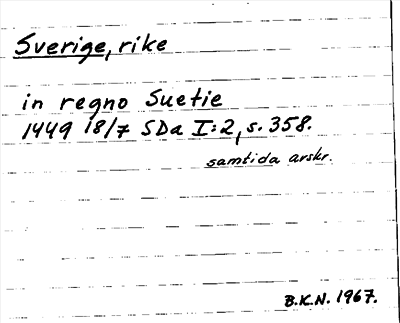 Sverige, rike
in regno Suetie
1449 18/7 SDa I:2, s. 358.
samtida avskr.
B.K.N. 1967.